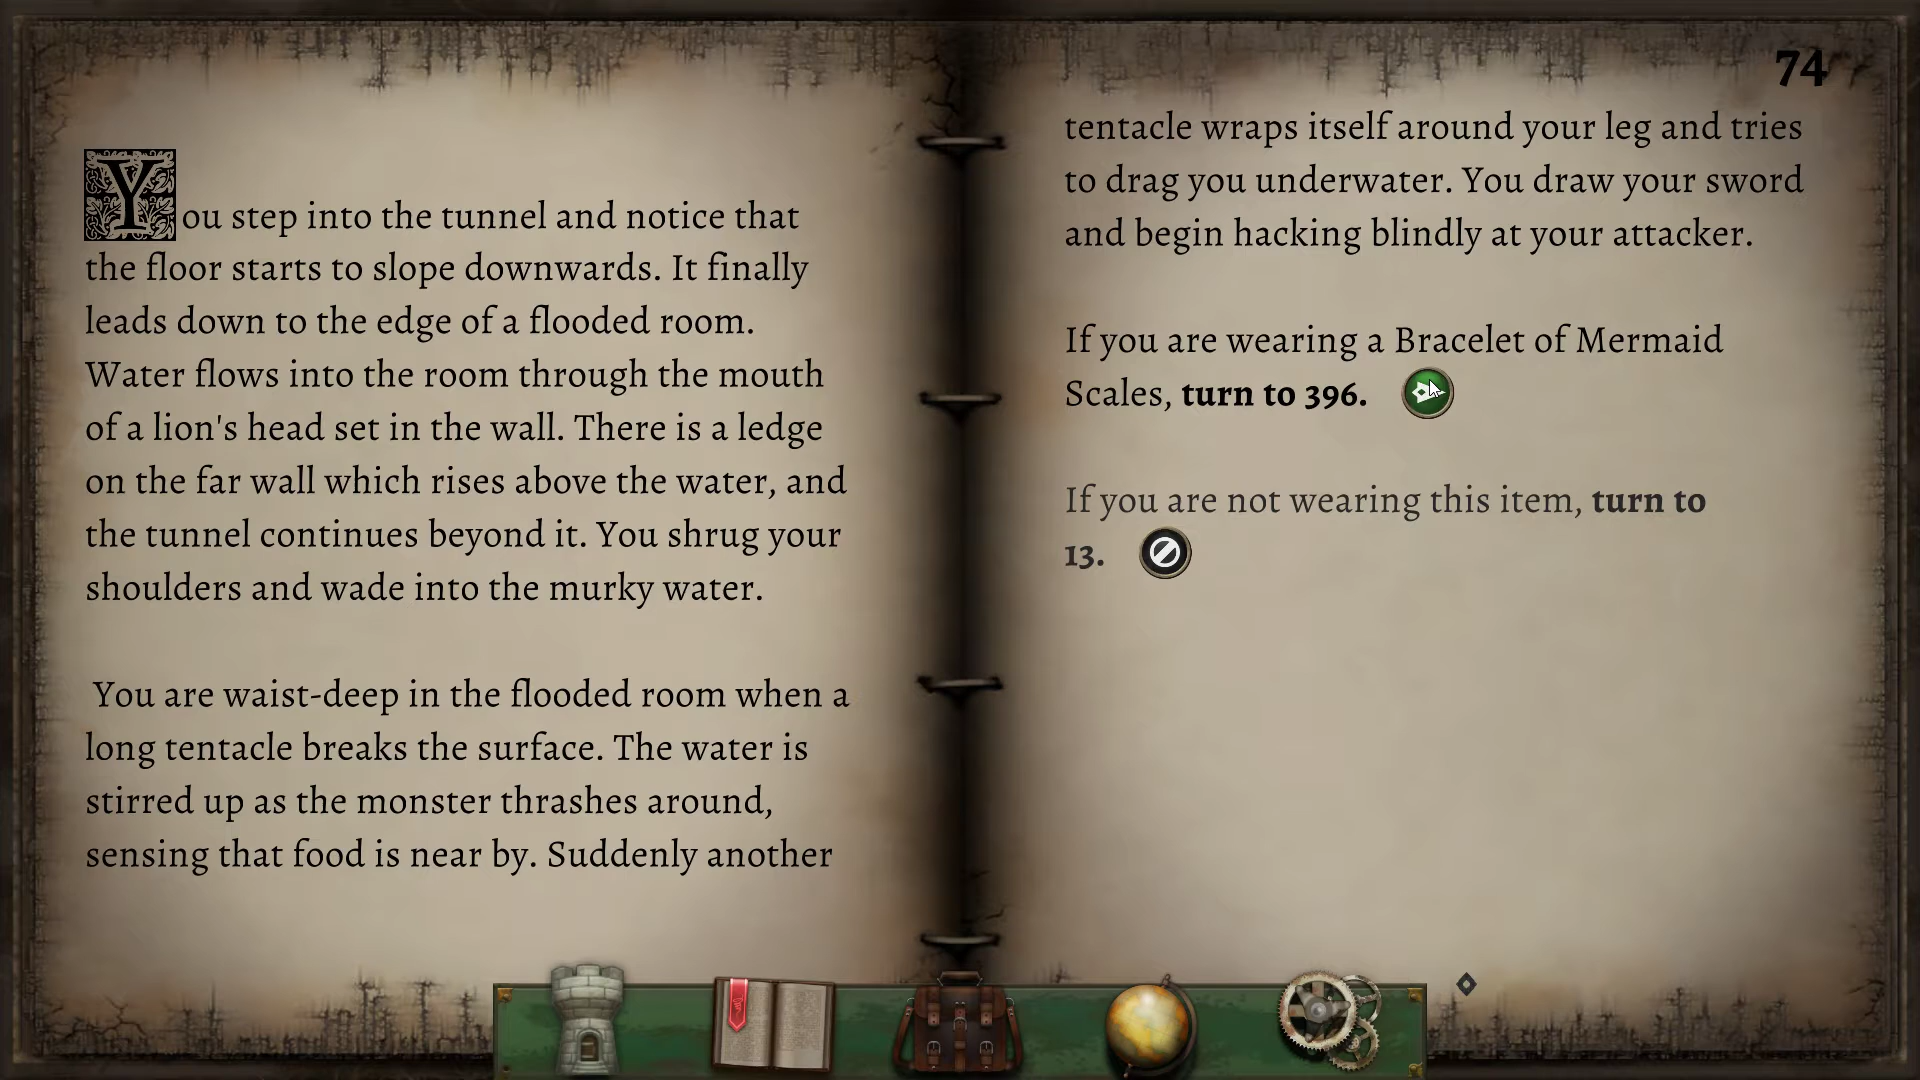 You step into the tunnel and notice that
the floor starts to slope downwards. It finally
leads down to the edge of a flooded room.
Water flows into the room through the mouth
of a lion's head set in the wall. There is a ledge
on the far wall which rises above the water, and
the tunnel continues beyond it. You shrug your
shoulders and wade into the murky water.
You are waist-deep in the flooded room when a
long tentacle breaks the surface. The water is
stirred up as the monster thrashes around,
sensing that food is near by. Suddenly another
74
tentacle wraps itself around your leg and tries
to drag you underwater. You draw your sword
and begin hacking blindly at your attacker.
If you are wearing a Bracelet of Mermaid
Scales, turn to 396.
If you are not wearing this item, turn to
13.